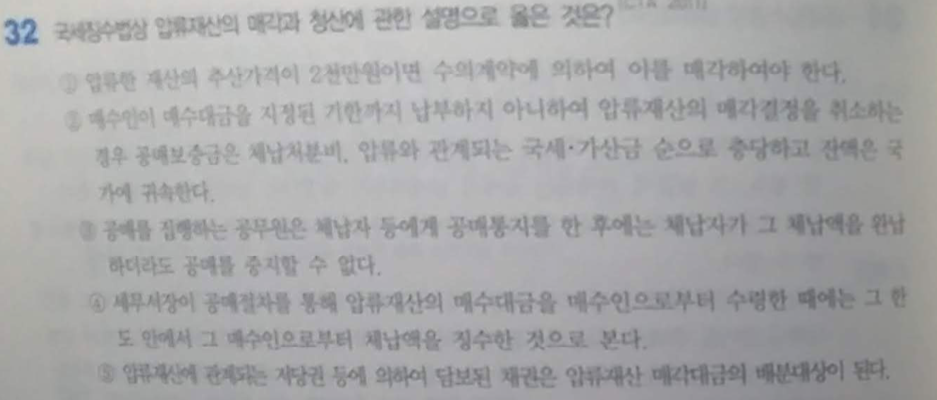 32 국세징수법상 압류재산의 매각과 청산에 관한 설명으로 옳은 것은?
① 압류한 재산의 추산가격이 2천만원이면 수의계약에 의하여 이를 매각하여야 한다.
② 매수인이 매수대금을 지정된 기한까지 납부하지 아니하여 압류재산의 매각결정을 취소하는
경우 공매보증금은 체납처분비, 압류와 관계되는 국세·가산금 순으로 충당하고 잔액은 국
가에 귀속한다.
③ 공매를 집행하는 공무원은 체납자 등에게 공매통지를 한 후에는 체납자가 그 체납액을 완납
하더라도 공매를 중지할 수 없다.
④ 세무서장이 공매절차를 통해 압류재산의 매수대금을 매수인으로부터 수령한 때에는 그 한
도 안에서 그 매수인으로부터 체납액을 징수한 것으로 본다.
⑤ 압류재산에 관계되는 저당권 등에 의하여 담보된 채권은 압류재산 매각대금의 배분대상이 된다.